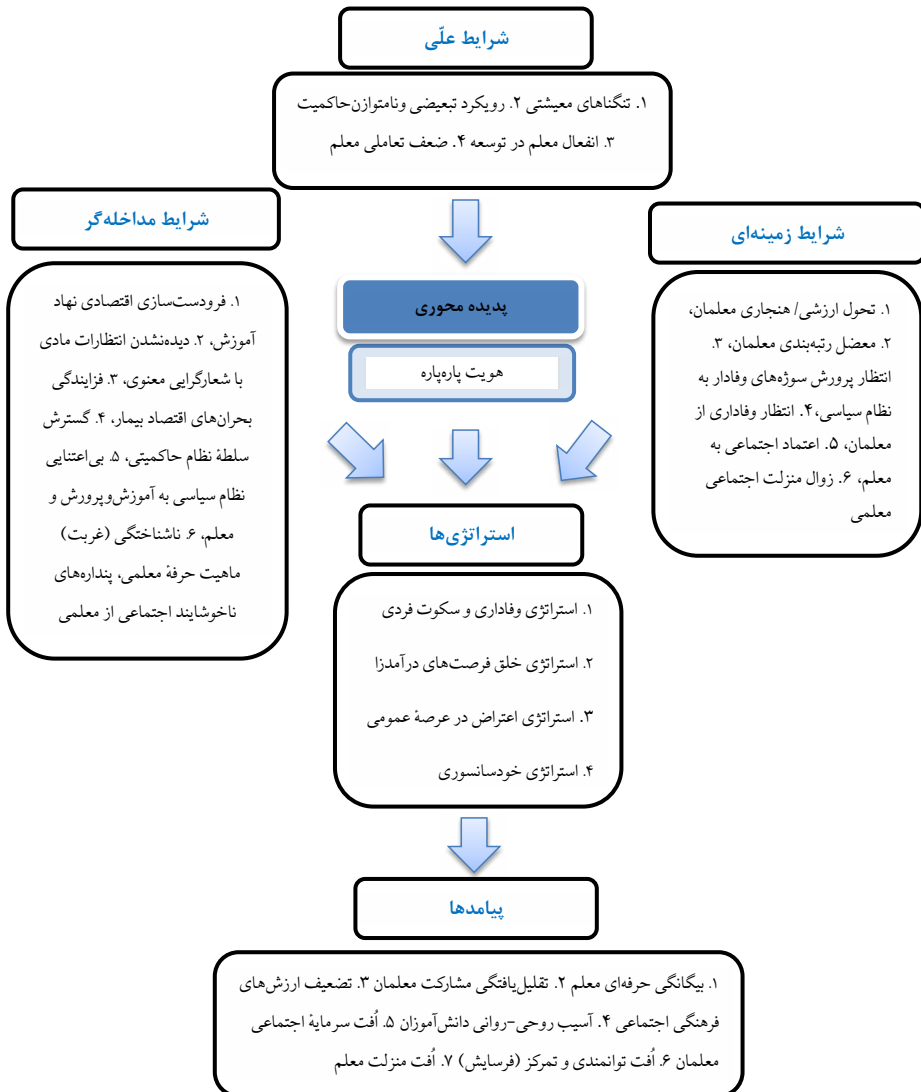 شرایط علّی
۱. تنگناهای معیشتی ۲. رویکرد تبعیضی ونامتوازن‌حاکمیت
۳. انفعال معلم در توسعه ۴. ضعف تعاملی معلم
شرایط زمینه‌ای
۱. تحول ارزشی/ هنجاری معلمان،
۲. معضل رتبه‌بندی معلمان، ۳.
انتظار پرورش سوژه‌های وفادار به
نظام سیاسی،۴. انتظار وفاداری از
معلمان، ۵. اعتماد اجتماعی به
معلم، ۶. زوال منزلت اجتماعی
معلمی
پدیده محوری
هویت پاره‌پاره
شرایط مداخله‌گر
۱. فرودست‌سازی اقتصادی نهاد
آموزش، ۲. دیده‌نشدن انتظارات مادی
با شعارگرایی معنوی، ۳. فزایندگی
بحران‌های اقتصاد بیمار، ۴. گسترش
سلطهٔ نظام حاکمیتی، ۵. بی‌اعتنایی
نظام سیاسی به آموزش‌وپرورش و
معلم، ۶. ناشناختگی (غربت)
ماهیت حرفهٔ معلمی، پنداره‌های
ناخوشایند اجتماعی از معلمی
استراتژی‌ها
۱. استراتژی وفاداری و سکوت فردی
۲. استراتژی خلق فرصت‌های درآمدزا
۳. استراتژی اعتراض در عرصهٔ عمومی
۴. استراتژی خودسانسوری
پیامدها
۱. بیگانگی حرفه‌ای معلم ۲. تقلیل‌یافتگی مشارکت معلمان ۳. تضعیف ارزش‌های
فرهنگی اجتماعی ۴. آسیب روحی-روانی دانش‌آموزان ۵. اُفت سرمایهٔ اجتماعی
معلمان ۶. اُفت توانمندی و تمرکز (فرسایش) ۷. اُفت منزلت معلم